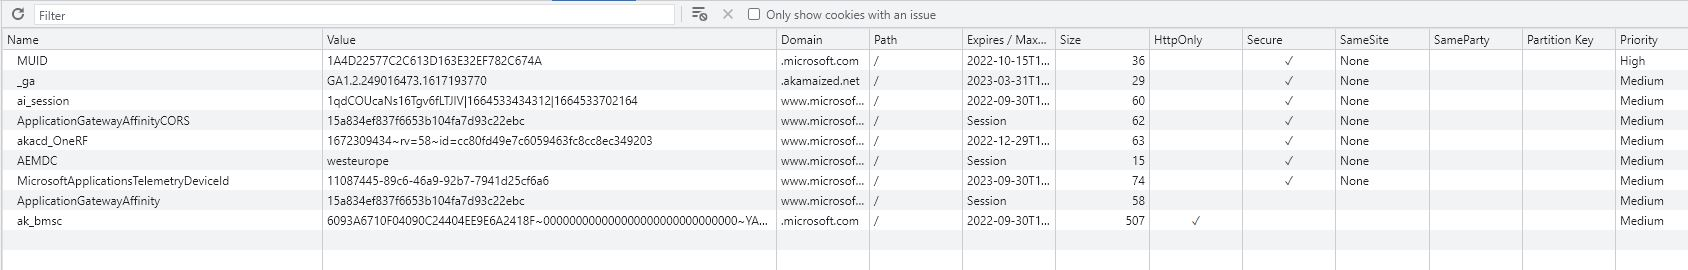 Filter Only show cookies with an issue
Name Value Domain Path Expires / Max... Size HttpOnly Secure SameSite SameParty Partition Key Priority
MUID 1A4D22577C2C613D163E32EF782C674A .microsoft.com / 2022-10-15T1... 36 ✓ None High
_ga GA1.2.249016473.1617193770 .akamaized.net / 2023-03-31T1... 29 ✓ None Medium
ai_session 1qdCOUcaNs16Tgv6fLTJlV|1664533434312|1664533702164 www.microsof... / 2022-09-30T1... 60 ✓ None Medium
ApplicationGatewayAffinityCORS 15a834ef837f6653b104fa7d93c22ebc www.microsof... / Session 62 ✓ None Medium
akacd_OneRF 1672309434~rv=58~id=cc80fd49e7c6059463fc8cc8ec349203 www.microsof... / 2022-12-29T1... 63 ✓ None Medium
AEMDC westeurope www.microsof... / Session 15 ✓ None Medium
MicrosoftApplicationsTelemetryDeviceId 11087445-89c6-46a9-92b7-7941d25cf6a6 www.microsof... / 2023-09-30T1... 74 ✓ None Medium
ApplicationGatewayAffinity 15a834ef837f6653b104fa7d93c22ebc www.microsof... / Session 58 Medium
ak_bmsc 6093A6710F04090C24404EE9E6A2418F~000000000000000000000000000000~YA... .microsoft.com / 2022-09-30T1... 507 ✓ Medium